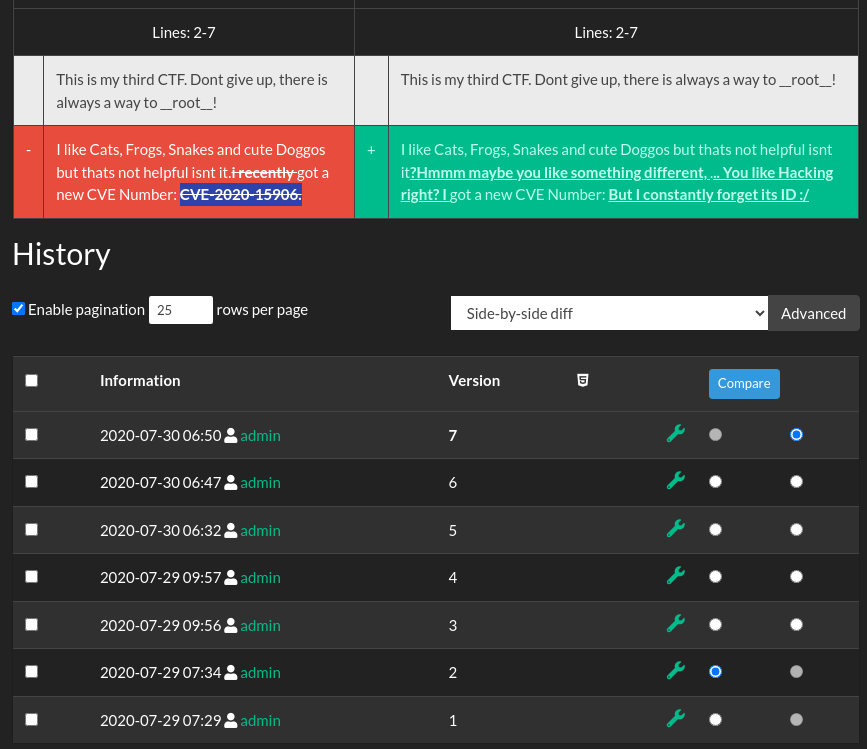 Lines: 2-7 Lines: 2-7
This is my third CTF. Dont give up, there is
always a way to __root__!
This is my third CTF. Dont give up, there is always a way to __root__!
- I like Cats, Frogs, Snakes and cute Doggos
but thats not helpful isnt it.i recently got a
new CVE Number: CVE-2020-15906.
+ I like Cats, Frogs, Snakes and cute Doggos but thats not helpful isnt
it?Hmmm maybe you like something different, ... You like Hacking
right? I got a new CVE Number: But I constantly forget its ID :/
History
Enable pagination 25 rows per page Side-by-side diff Advanced
Information Version Compare
2020-07-30 06:50 admin 7
2020-07-30 06:47 admin 6
2020-07-30 06:32 admin 5
2020-07-29 09:57 admin 4
2020-07-29 09:56 admin 3
2020-07-29 07:34 admin 2
2020-07-29 07:29 admin 1